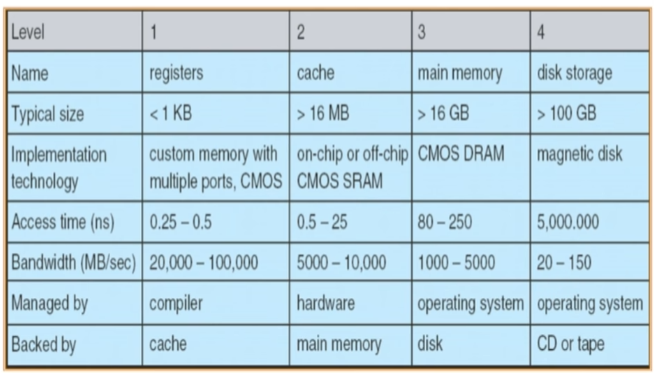 Level 1 2 3 4
Name registers cache main memory disk storage
Typical size < 1 KB > 16 MB > 16 GB > 100 GB
Implementation custom memory with on-chip or off-chip CMOS DRAM magnetic disk
technology multiple ports, CMOS CMOS SRAM
Access time (ns) 0.25 – 0.5 0.5 – 25 80 – 250 5,000.000
Bandwidth (MB/sec) 20,000 – 100,000 5000 – 10,000 1000 – 5000 20 – 150
Managed by compiler hardware operating system operating system
Backed by cache main memory disk CD or tape